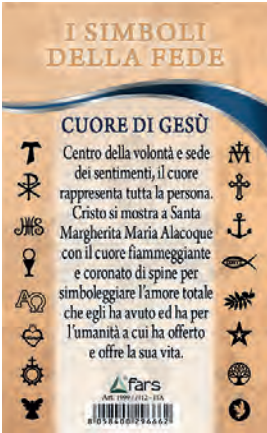 I SIMBOLI
DELLA FEDE
CUORE DI GESÙ
Centro della volontà e sede
dei sentimenti, il cuore
rappresenta tutta la persona.
Cristo si mostra a Santa
Margherita Maria Alacoque
con il cuore fiammeggiante
e coronato di spine per
simboleggiare l'amore totale
che egli ha avuto ed ha per
l'umanità a cui ha offerto
e offre la sua vita.
fars
8058400296662